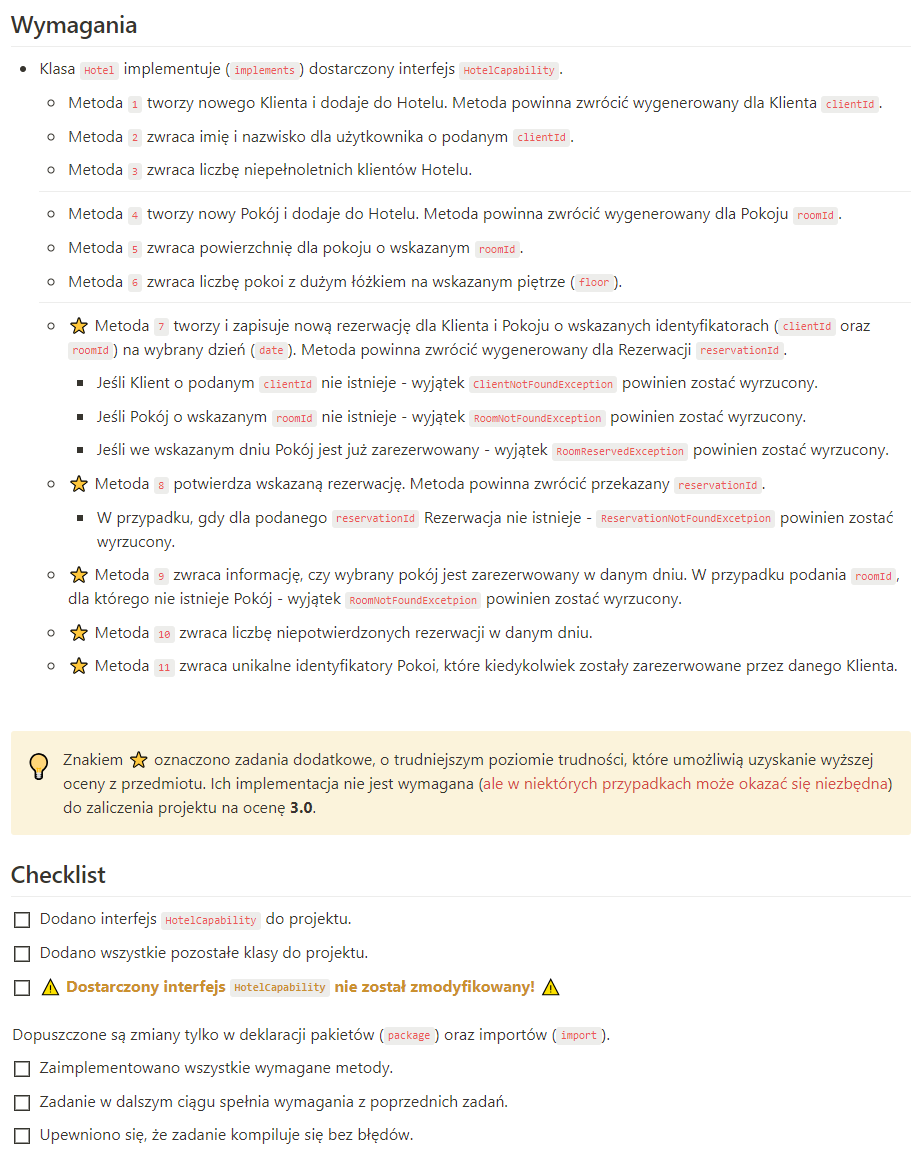 Wymagania
Klasa Hotel implementuje (implements) dostarczony interfejs HotelCapability.
Metoda 1 tworzy nowego Klienta i dodaje do Hotelu. Metoda powinna zwrócić wygenerowany dla Klienta clientId.
Metoda 2 zwraca imię i nazwisko dla użytkownika o podanym clientId.
Metoda 3 zwraca liczbę niepełnoletnich klientów Hotelu.
Metoda 4 tworzy nowy Pokój i dodaje do Hotelu. Metoda powinna zwrócić wygenerowany dla Pokoju roomId.
Metoda 5 zwraca powierzchnię dla pokoju o wskazanym roomId.
Metoda 6 zwraca liczbę pokoi z dużym łóżkiem na wskazanym piętrze (floor).
Metoda 7 tworzy i zapisuje nową rezerwację dla Klienta i Pokoju o wskazanych identyfikatorach (clientId oraz
roomId) na wybrany dzień (date). Metoda powinna zwrócić wygenerowany dla Rezerwacji reservationId.
Jeśli Klient o podanym clientId nie istnieje - wyjątek ClientNotFoundException powinien zostać wyrzucony.
Jeśli Pokój o wskazanym roomId nie istnieje - wyjątek RoomNotFoundException powinien zostać wyrzucony.
Jeśli we wskazanym dniu Pokój jest już zarezerwowany - wyjątek RoomReservedException powinien zostać wyrzucony.
Metoda 8 potwierdza wskazaną rezerwację. Metoda powinna zwrócić przekazany reservationId.
W przypadku, gdy dla podanego reservationId Rezerwacja nie istnieje - ReservationNotFoundExcetpion powinien zostać
wyrzucony.
Metoda 9 zwraca informację, czy wybrany pokój jest zarezerwowany w danym dniu. W przypadku podania roomId,
dla którego nie istnieje Pokój - wyjątek RoomNotFoundExcetpion powinien zostać wyrzucony.
Metoda 10 zwraca liczbę niepotwierdzonych rezerwacji w danym dniu.
Metoda 11 zwraca unikalne identyfikatory Pokoi, które kiedykolwiek zostały zarezerwowane przez danego Klienta.
Znakiem ⭐ oznaczono zadania dodatkowe, o trudniejszym poziomie trudności, które umożliwią uzyskanie wyższej
oceny z przedmiotu. Ich implementacja nie jest wymagana (ale w niektórych przypadkach może okazać się niezbędna)
do zaliczenia projektu na ocenę 3.0.
Checklist
Dodano interfejs HotelCapability do projektu.
Dodano wszystkie pozostałe klasy do projektu.
Dostarczony interfejs HotelCapability nie został zmodyfikowany!
Dopuszczone są zmiany tylko w deklaracji pakietów (package) oraz importów (import).
Zaimplementowano wszystkie wymagane metody.
Zadanie w dalszym ciągu spełnia wymagania z poprzednich zadań.
Upewniono się, że zadanie kompiluje się bez błędów.